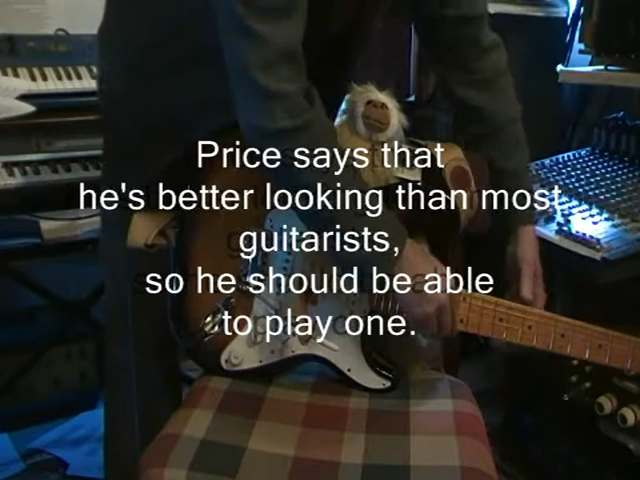 Price says that
he's better looking than most
guitarists,
so he should be able
to play one.